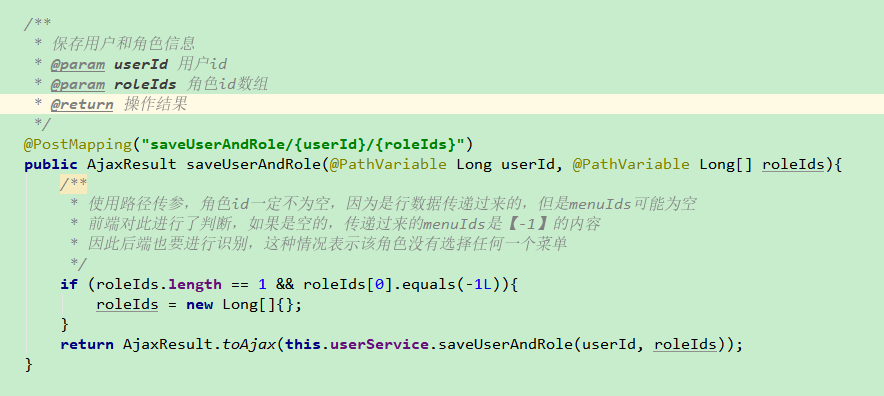 /**
 * 保存用户和角色信息
 * @param userId 用户id
 * @param roleIds 角色id数组
 * @return 操作结果
 */
@PostMapping("saveUserAndRole/{userId}/{roleIds}")
public AjaxResult saveUserAndRole(@PathVariable Long userId, @PathVariable Long[] roleIds){
    /**
     * 使用路径传参，角色id一定不为空，因为是行数据传递过来的，但是menuIds可能为空
     * 前端对此进行了判断，如果是空的，传递过来的menuIds是【-1】的内容
     * 因此后端也要进行识别，这种情况表示该角色没有选择任何一个菜单
     */
    if (roleIds.length == 1 && roleIds[0].equals(-1L)){
        roleIds = new Long[]{};
    }
    return AjaxResult.toAjax(this.userService.saveUserAndRole(userId, roleIds));
}